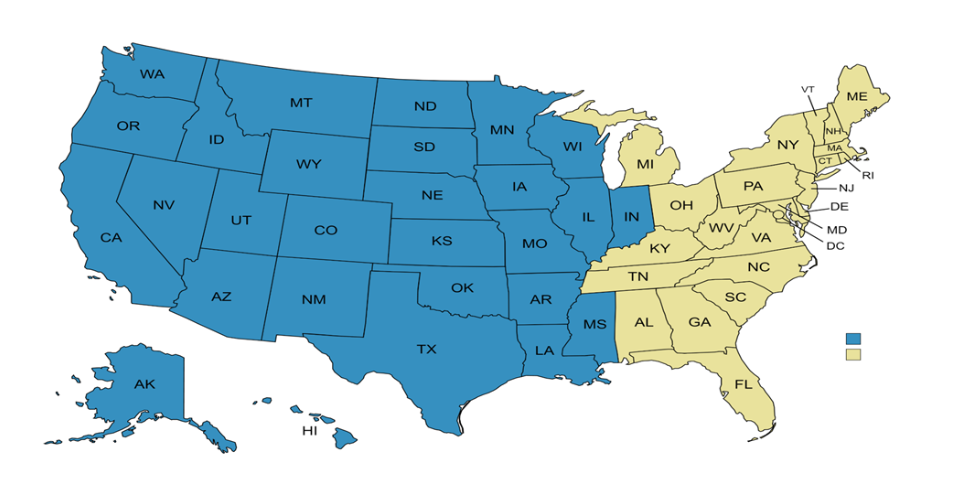 WA
OR
ID
MT
ND
MN
WI
SD
WY
IA
NE
NV
UT
CO
KS
MO
IL
IN
CA
AZ
NM
OK
AR
TX
LA
MS
MI
OH
KY
TN
AL
GA
FL
SC
NC
VA
WV
PA
NY
VT
NH
MA
CT
ME
RI
NJ
DE
MD
DC
AK
HI